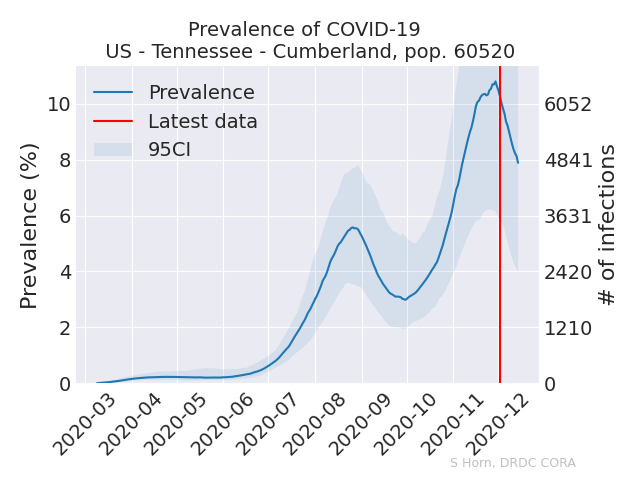 Prevalence of COVID-19
US - Tennessee - Cumberland, pop. 60520
Prevalence
Latest data
95CI
Prevalence (%)
10
8
6
4
2
0
6052
4841
3631
2420
1210
0
# of infections
2020-03
2020-04
2020-05
2020-06
2020-07
2020-08
2020-09
2020-10
2020-11
2020-12
S Horn, DRDC CORA